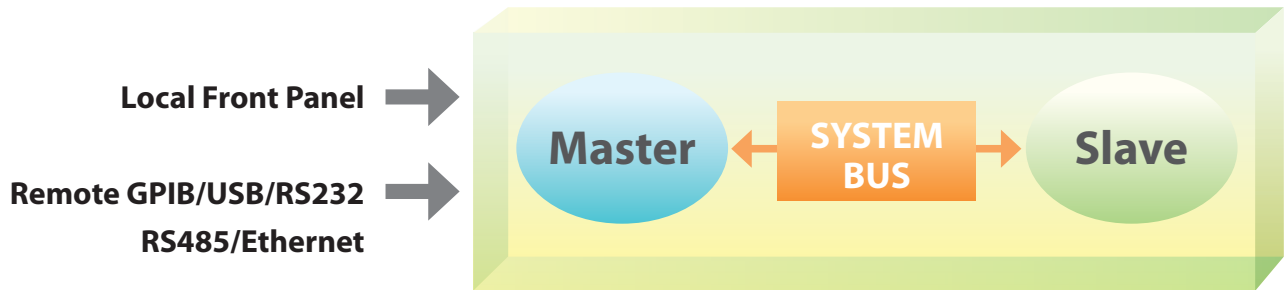 Local Front Panel
Remote GPIB/USB/RS232
RS485/Ethernet
Master
SYSTEM
BUS
Slave